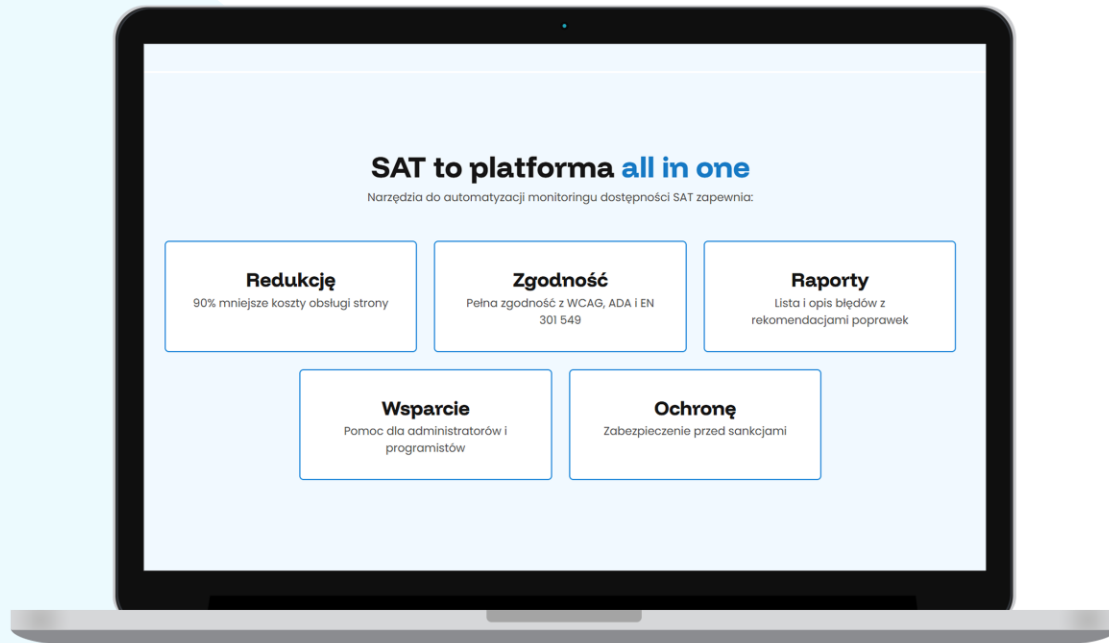 SAT to platforma all in one
Narzędzia do automatyzacji monitoringu dostępności SAT zapewnia:
Redukcję
90% mniejsze koszty obsługi strony
Zgodność
Pełna zgodność z WCAG, ADA i EN
301 549
Raporty
Lista i opis błędów z
rekomendacjami poprawek
Wsparcie
Pomoc dla administratorów i
programistów
Ochronę
Zabezpieczenie przed sankcjami